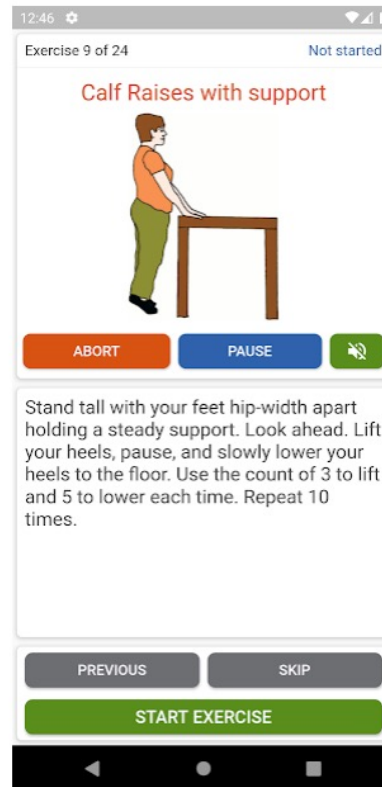 12:46
Exercise 9 of 24
Not started
Calf Raises with support
ABORT
PAUSE
Stand tall with your feet hip-width apart
holding a steady support. Look ahead. Lift
your heels, pause, and slowly lower your
heels to the floor. Use the count of 3 to lift
and 5 to lower each time. Repeat 10
times.
PREVIOUS
SKIP
START EXERCISE